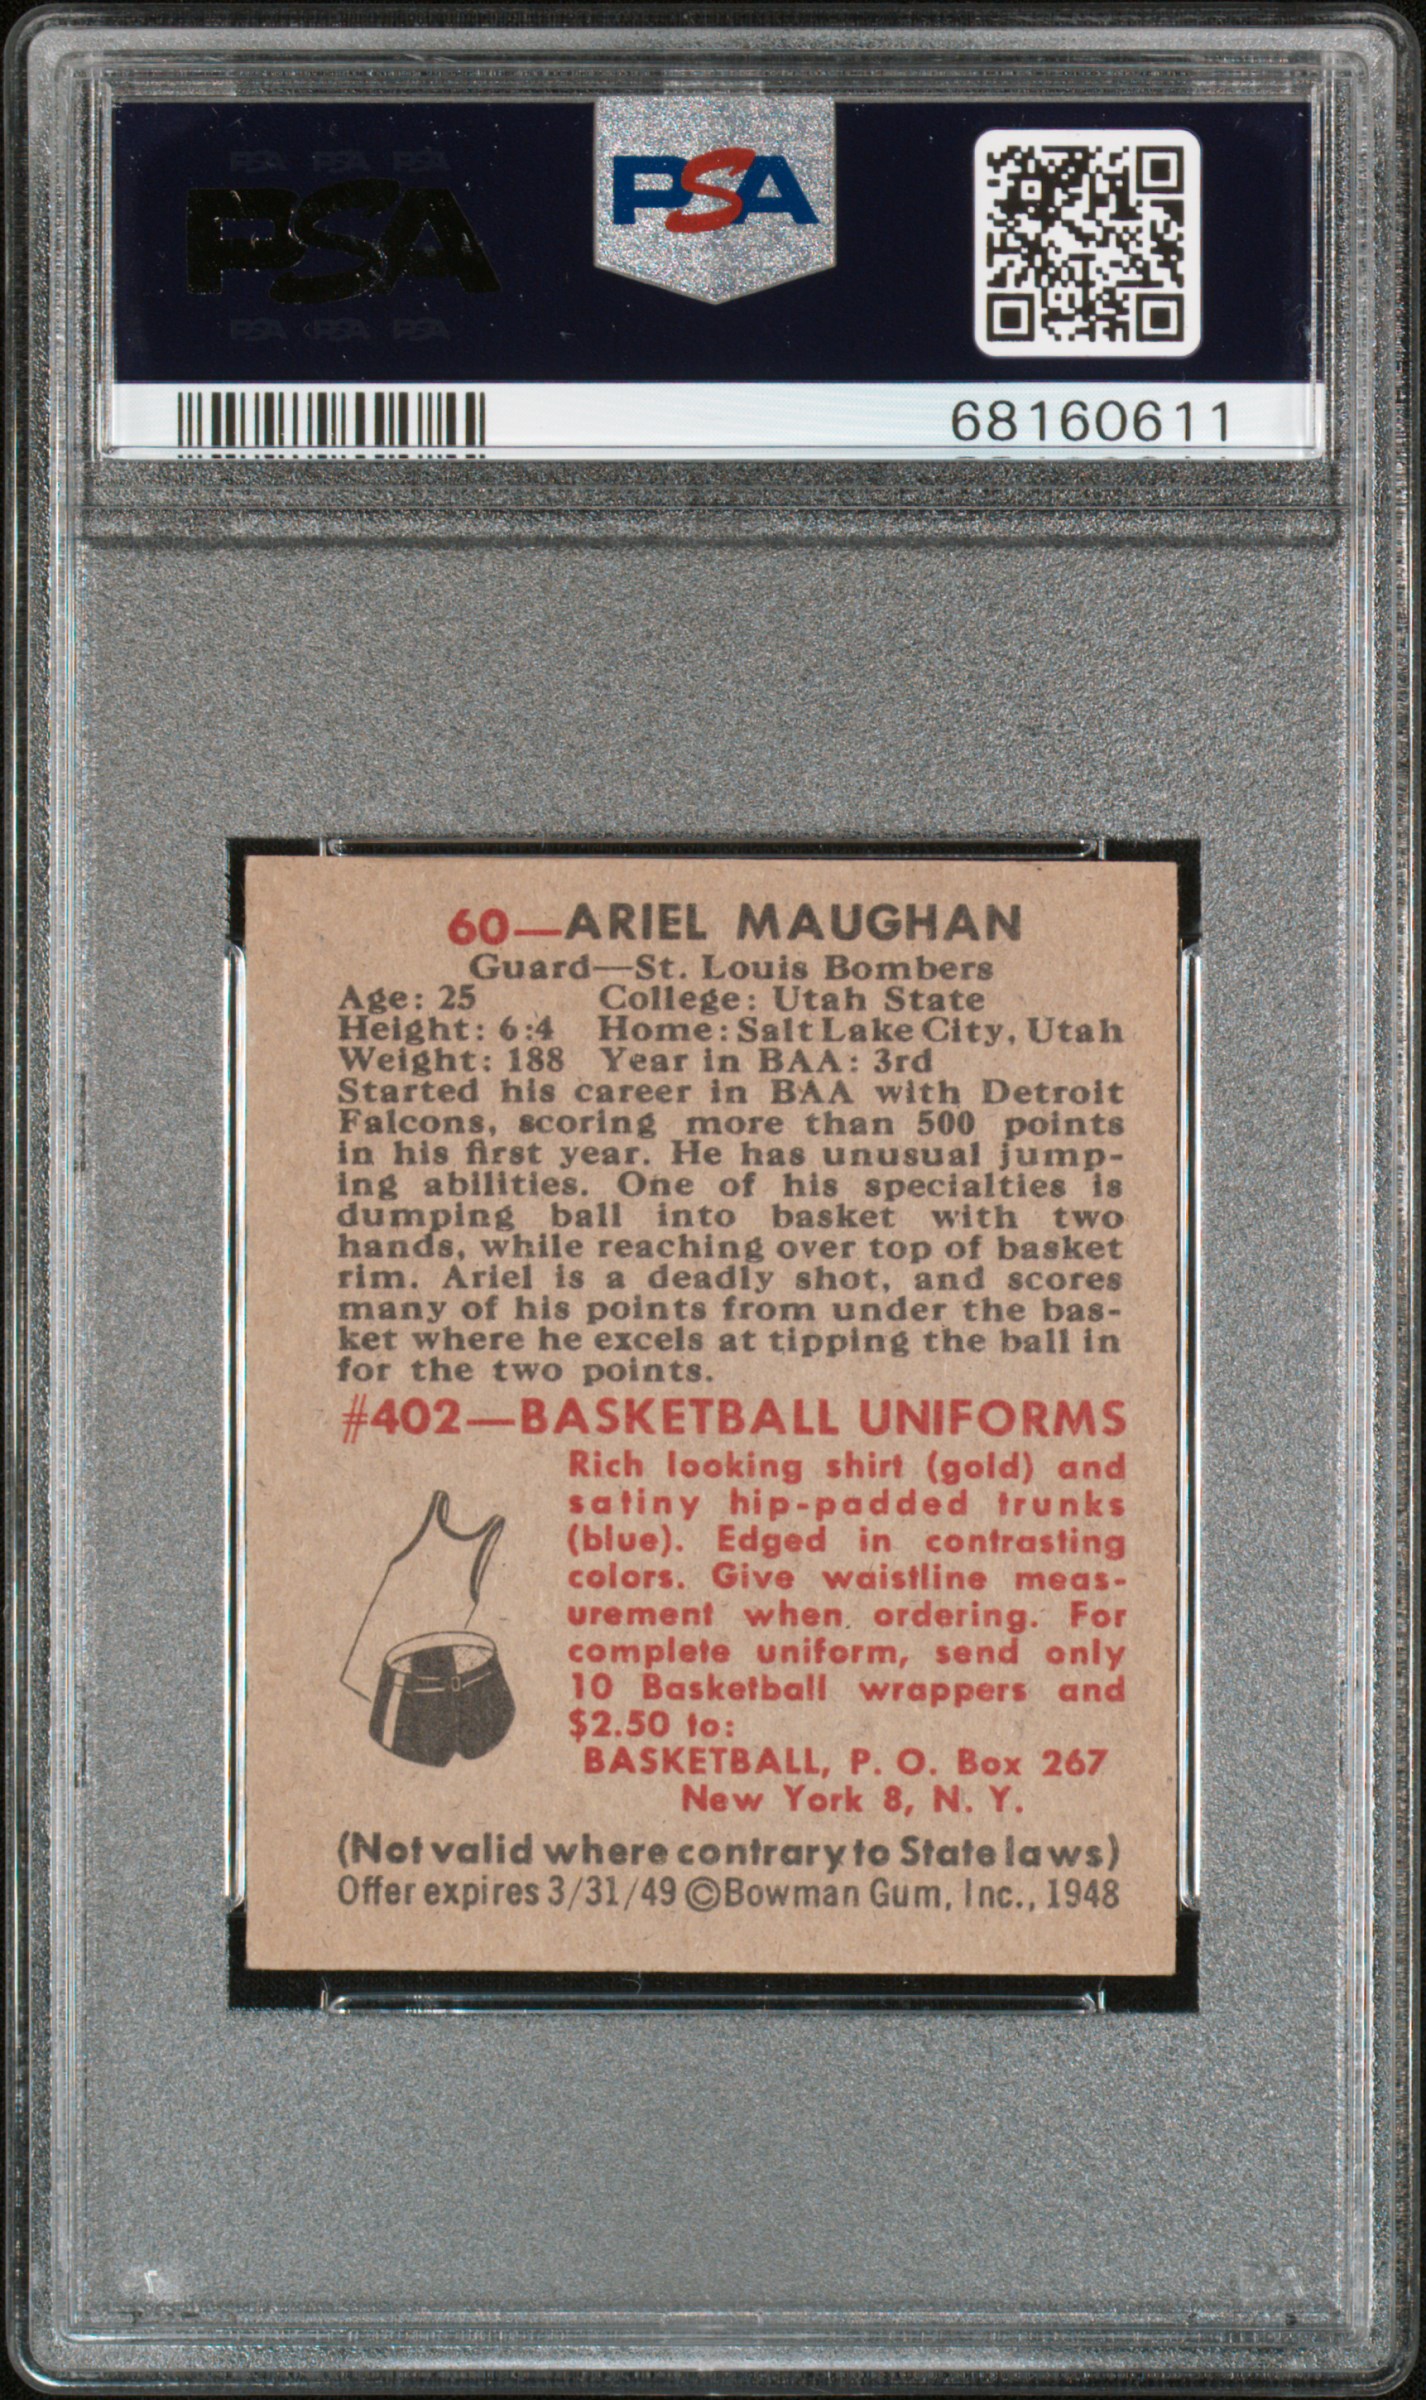 PSA PSA PSA
PSA
PSA PSA PSA
PSA
68160611
60—ARIEL MAUGHAN
Guard—St. Louis Bombers
Age: 25 College: Utah State
Height: 6:4 Home: Salt Lake City, Utah
Weight: 188 Year in BAA: 3rd
Started his career in BAA with Detroit
Falcons, scoring more than 500 points
in his first year. He has unusual jump-
ing abilities. One of his specialties is
dumping ball into basket with two
hands, while reaching over top of basket
rim. Ariel is a deadly shot, and scores
many of his points from under the bas-
ket where he excels at tipping the ball in
for the two points.
#402—BASKETBALL UNIFORMS
Rich looking shirt (gold) and
satiny hip-padded trunks
(blue). Edged in contrasting
colors. Give waistline meas-
urement when ordering. For
complete uniform, send only
10 Basketball wrappers and
$2.50 to:
BASKETBALL, P. O. Box 267
New York 8, N. Y.
(Not valid where contrary to State laws)
Offer expires 3/31/49 ©Bowman Gum, Inc., 1948